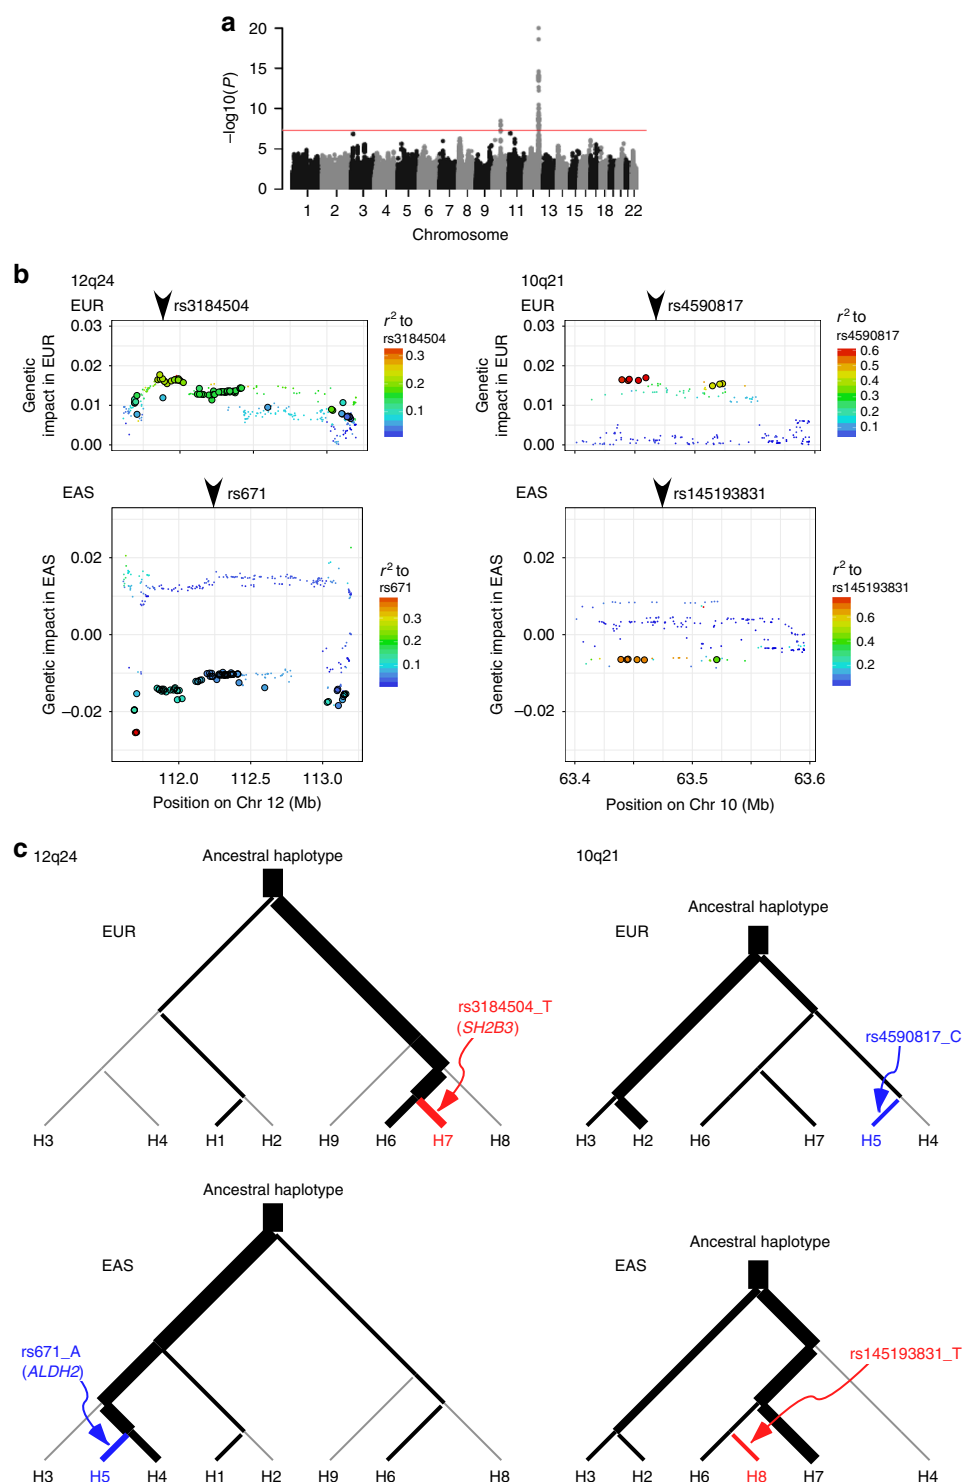 a
20
15
10
5
0
−log10(P)
1 2 3 4 5 6 7 8 9 11 13 15 18 22
Chromosome
b
12q24
EUR
rs3184504
0.03
0.02
0.01
0.00
Genetic
impact in EUR
r² to
rs3184504
0.3
0.2
0.1
10q21
EUR
rs4590817
0.03
0.02
0.01
0.00
Genetic
impact in EUR
r² to
rs4590817
0.6
0.5
0.4
0.3
0.2
0.1
EAS
rs671
0.02
0.00
−0.02
Genetic impact in EAS
r² to
rs671
0.3
0.2
0.1
112.0 112.5 113.0
Position on Chr 12 (Mb)
EAS
rs145193831
0.02
0.00
−0.02
Genetic impact in EAS
r² to
rs145193831
0.6
0.4
0.2
63.4 63.5 63.6
Position on Chr 10 (Mb)
c
12q24
Ancestral haplotype
EUR
rs3184504_T
(SH2B3)
H3 H4 H1 H2 H9 H6 H7 H8
10q21
Ancestral haplotype
EUR
rs4590817_C
H3 H2 H6 H7 H5 H4
Ancestral haplotype
EAS
rs671_A
(ALDH2)
H3 H5 H4 H1 H2 H9 H6 H8
Ancestral haplotype
EAS
rs145193831_T
H3 H2 H6 H8 H7 H4